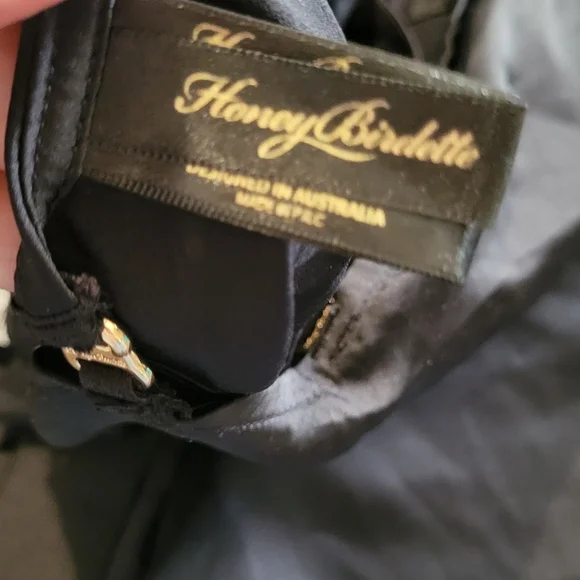 Honey Birdette
DESIGNED IN AUSTRALIA
MADE IN P.R.C